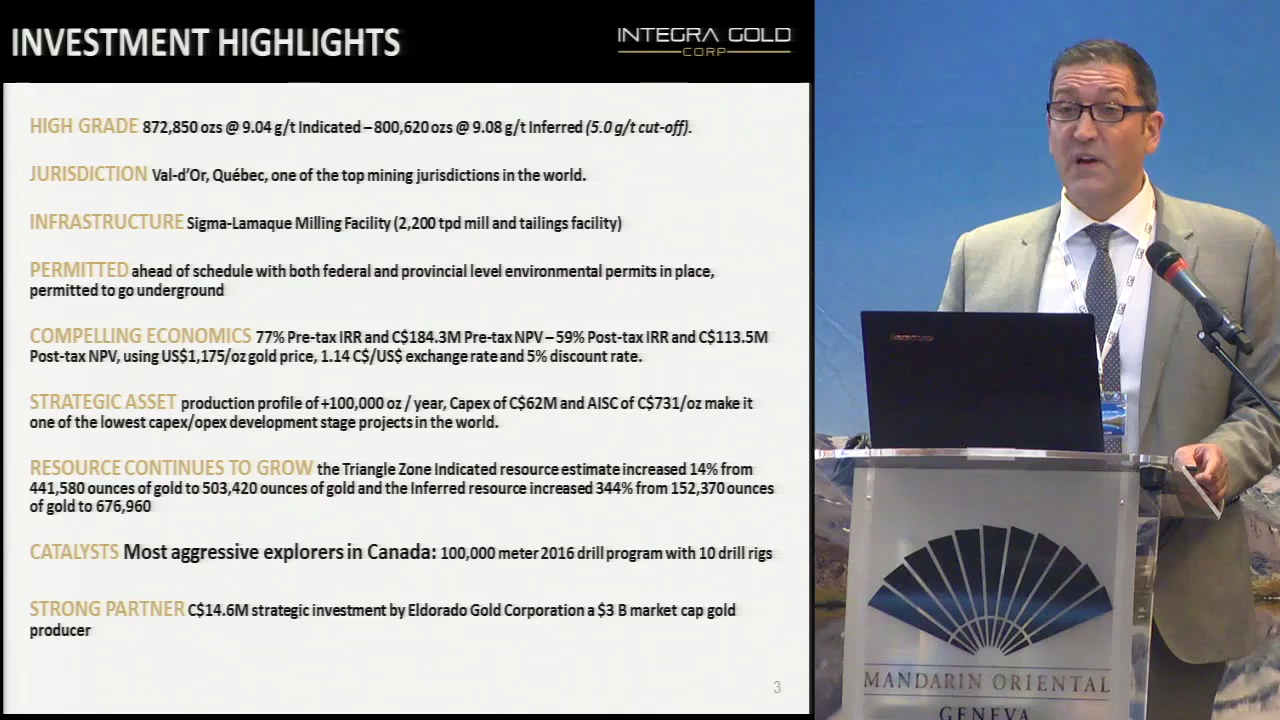 INVESTMENT HIGHLIGHTS
INTEGRA GOLD
CORP
HIGH GRADE 872,850 ozs @ 9.04 g/t Indicated – 800,620 ozs @ 9.08 g/t Inferred (5.0 g/t cut-off).
JURISDICTION Val-d’Or, Québec, one of the top mining jurisdictions in the world.
INFRASTRUCTURE Sigma-Lamaque Milling Facility (2,200 tpd mill and tailings facility)
PERMITTED ahead of schedule with both federal and provincial level environmental permits in place,
permitted to go underground
COMPELLING ECONOMICS 77% Pre-tax IRR and C$184.3M Pre-tax NPV – 59% Post-tax IRR and C$113.5M
Post-tax NPV, using US$1,175/oz gold price, 1.14 C$/US$ exchange rate and 5% discount rate.
STRATEGIC ASSET production profile of +100,000 oz / year, Capex of C$62M and AISC of C$731/oz make it
one of the lowest capex/opex development stage projects in the world.
RESOURCE CONTINUES TO GROW the Triangle Zone Indicated resource estimate increased 14% from
441,580 ounces of gold to 503,420 ounces of gold and the Inferred resource increased 344% from 152,370 ounces
of gold to 676,960
CATALYSTS Most aggressive explorers in Canada: 100,000 meter 2016 drill program with 10 drill rigs
STRONG PARTNER C$14.6M strategic investment by Eldorado Gold Corporation a $3 B market cap gold
producer
3
MANDARIN ORIENTAL
GENEVA